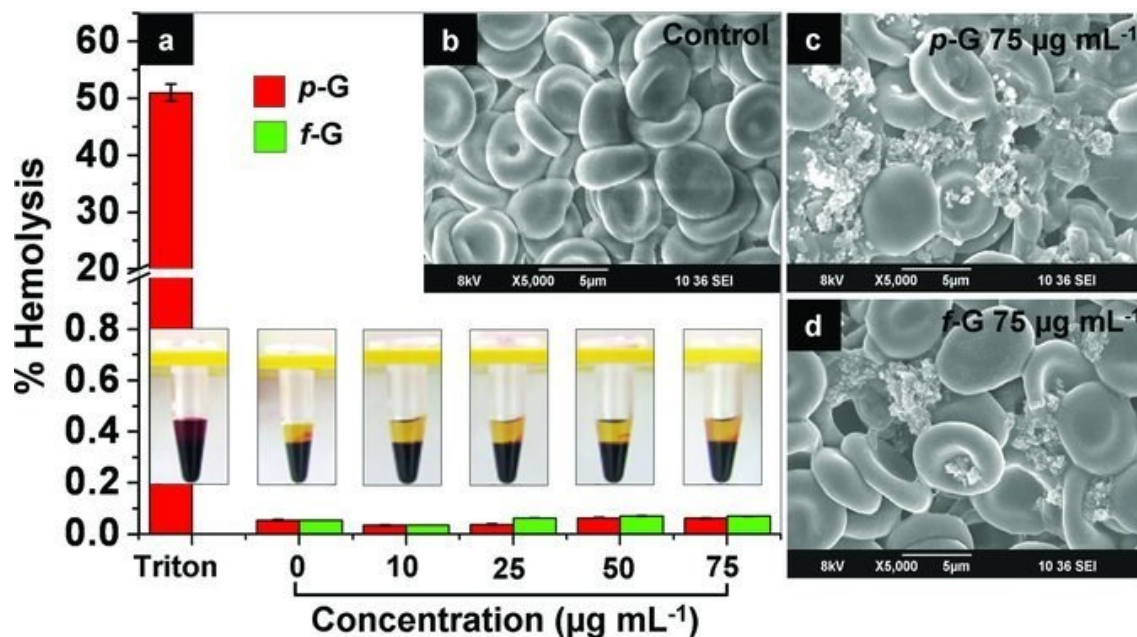 a
60
50
40
30
20
0.8
0.6
0.4
0.2
0.0
% Hemolysis
p-G
f-G
Triton
0
10
25
50
75
Concentration (µg mL⁻¹)
b
Control
8kV X5,000 5µm 10 36 SEI
c
p-G 75 µg mL⁻¹
8kV X5,000 5µm 10 36 SEI
d
f-G 75 µg mL⁻¹
8kV X5,000 5µm 10 36 SEI